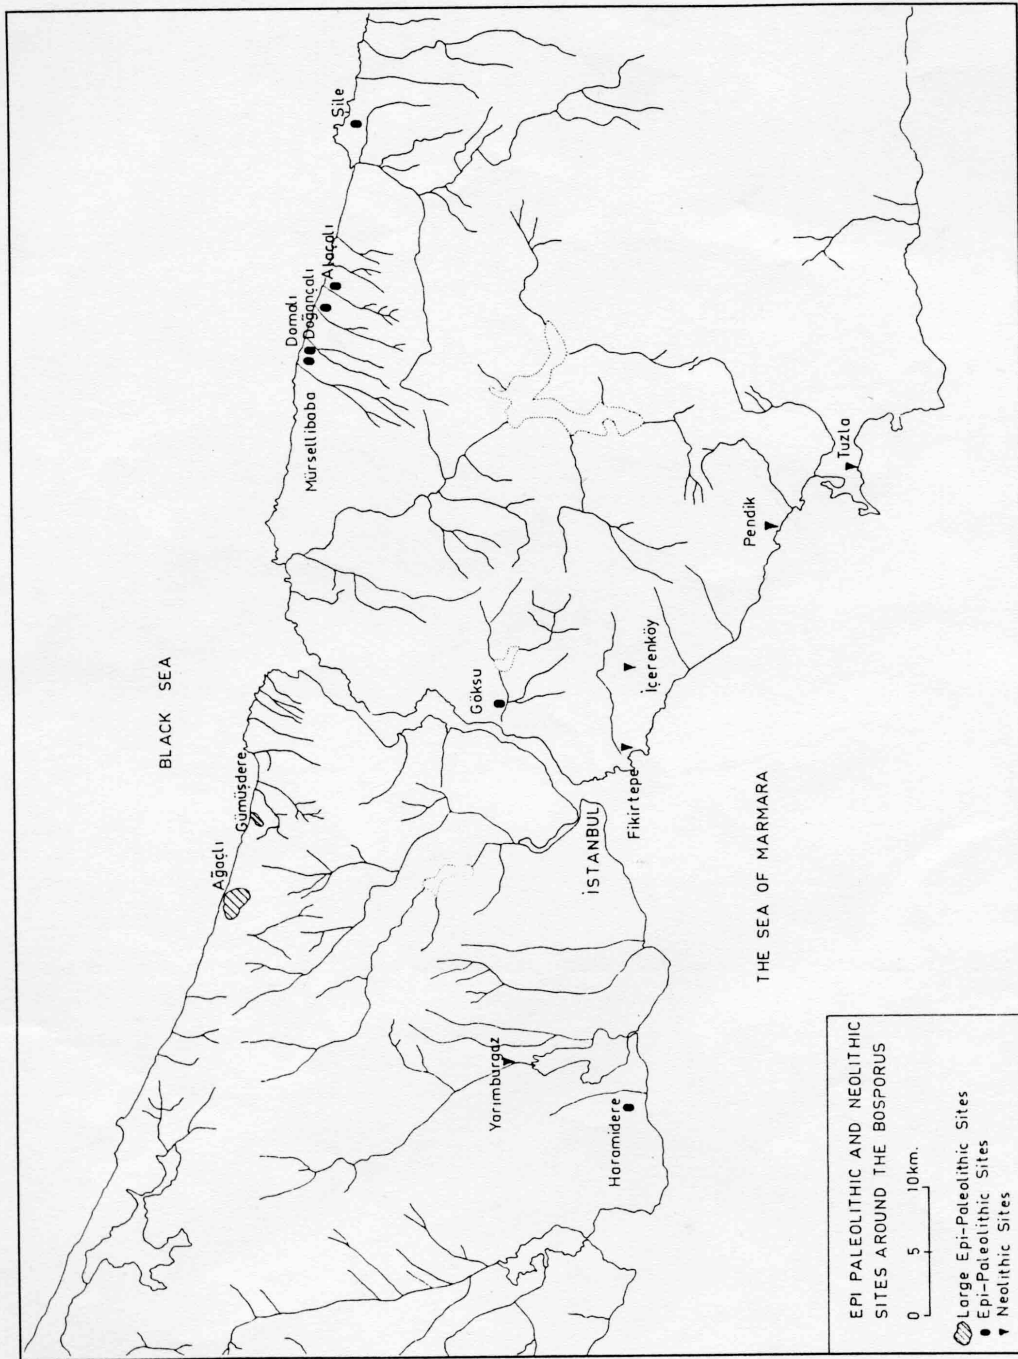 BLACK SEA
Ağaçlı
Gümüşdere
Mürsellibaba
Domalı
Doğançalı
Alaçalı
Şile
Göksu
Yarımburgaz
Haramidere
İSTANBUL
Fikirtepe
İçerenköy
Pendik
Tuzla
THE SEA OF MARMARA
EPI PALEOLITHIC AND NEOLITHIC
SITES AROUND THE BOSPORUS
0 5 10km.
Large Epi-Paleolithic Sites
Epi-Paleolithic Sites
Neolithic Sites